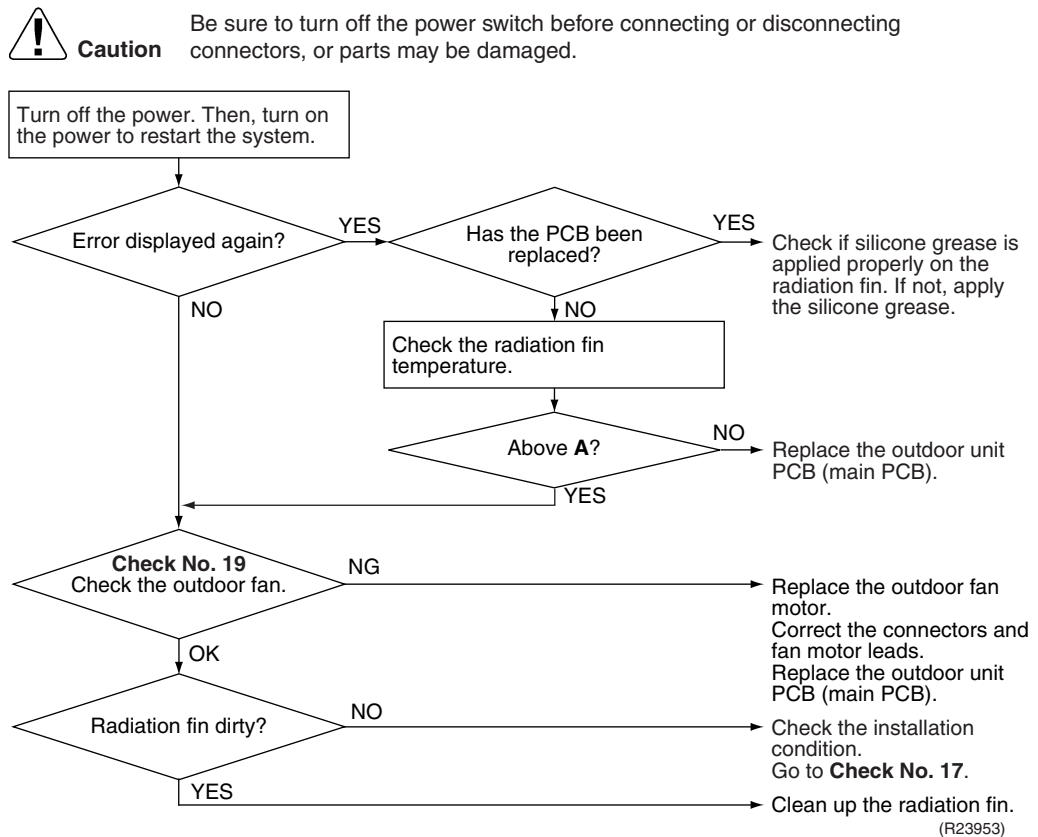 Be sure to turn off the power switch before connecting or disconnecting
Caution connectors, or parts may be damaged.
Turn off the power. Then, turn on
the power to restart the system.
Error displayed again?
YES
Has the PCB been
replaced?
YES
Check if silicone grease is
applied properly on the
radiation fin. If not, apply
the silicone grease.
NO
NO
Check the radiation fin
temperature.
Above A?
NO
Replace the outdoor unit
PCB (main PCB).
YES
Check No. 19
Check the outdoor fan.
NG
Replace the outdoor fan
motor.
Correct the connectors and
fan motor leads.
Replace the outdoor unit
PCB (main PCB).
OK
Radiation fin dirty?
NO
Check the installation
condition.
Go to Check No. 17.
YES
Clean up the radiation fin.
(R23953)